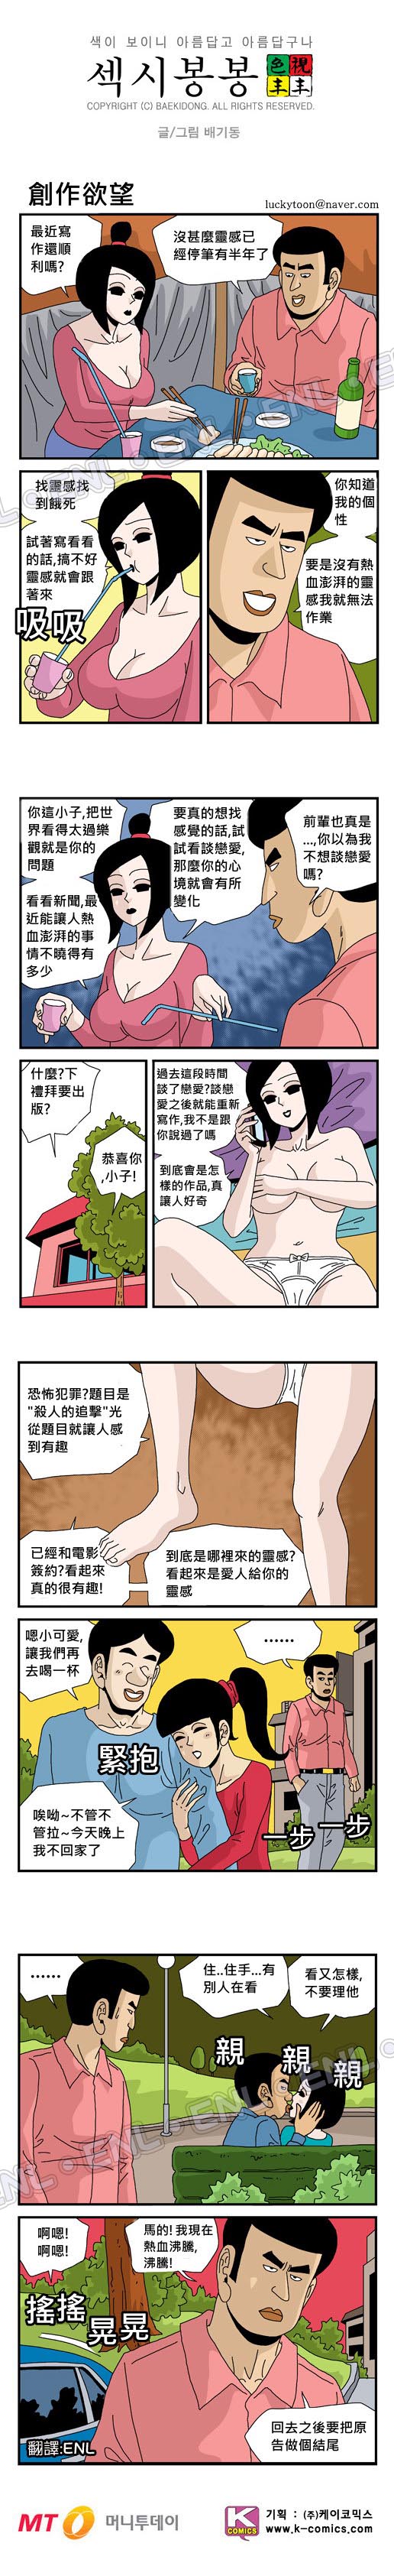 색이 보이니 아름답고 아름답구나
섹시봉봉 色視丰丰
COPYRIGHT (C) BAEKIDONG. ALL RIGHTS RESERVED.
글/그림 배기동
創作欲望
luckytoon@naver.com
最近寫
作還順
利嗎?
沒甚麼靈感已
經停筆有半年了
找靈感找
到餓死
試著寫看看
的話,搞不好
靈感就會跟
著來
吸吸
你知道
我的個
性
要是沒有熱
血澎湃的靈
感我就無法
作業
你這小子,把世
界看得太過樂
觀就是你的
問題
看看新聞,最
近能讓人熱
血澎湃的事
情不曉得有
多少
要真的想找
感覺的話,試
試看談戀愛,
那麼你的心
境就會有所
變化
前輩也真是
...,你以為我
不想談戀愛
嗎?
什麼?下
禮拜要出
版?
恭喜你
,小子!
過去這段時間
談了戀愛?談戀
愛之後就能重新
寫作,我不是跟
你說過了嗎
到底會是怎
樣的作品,真
讓人好奇
恐怖犯罪?題目是
"殺人的追擊"光
從題目就讓人感
到有趣
已經和電影
簽約?看起來
真的很有趣!
到底是哪裡來的靈感?
看起來是愛人給你的
靈感
嗯小可愛,
讓我們再
去喝一杯
......
緊抱
唉呦~不管不
管拉~今天晚上
我不回家了
一步 一步
......
住..住手...有
別人在看
看又怎樣,
不要理他
親 親 親
啊嗯!
啊嗯!
馬的!我現在
熱血沸騰,
沸騰!
搖搖
晃晃
回去之後要把原
告做個結尾
翻譯:ENL
MT 머니투데이
K COMICS
기획 : (주)케이코믹스
www.k-comics.com
ENL·ENL·ENL·ENL
ENL·ENL·ENL·ENL